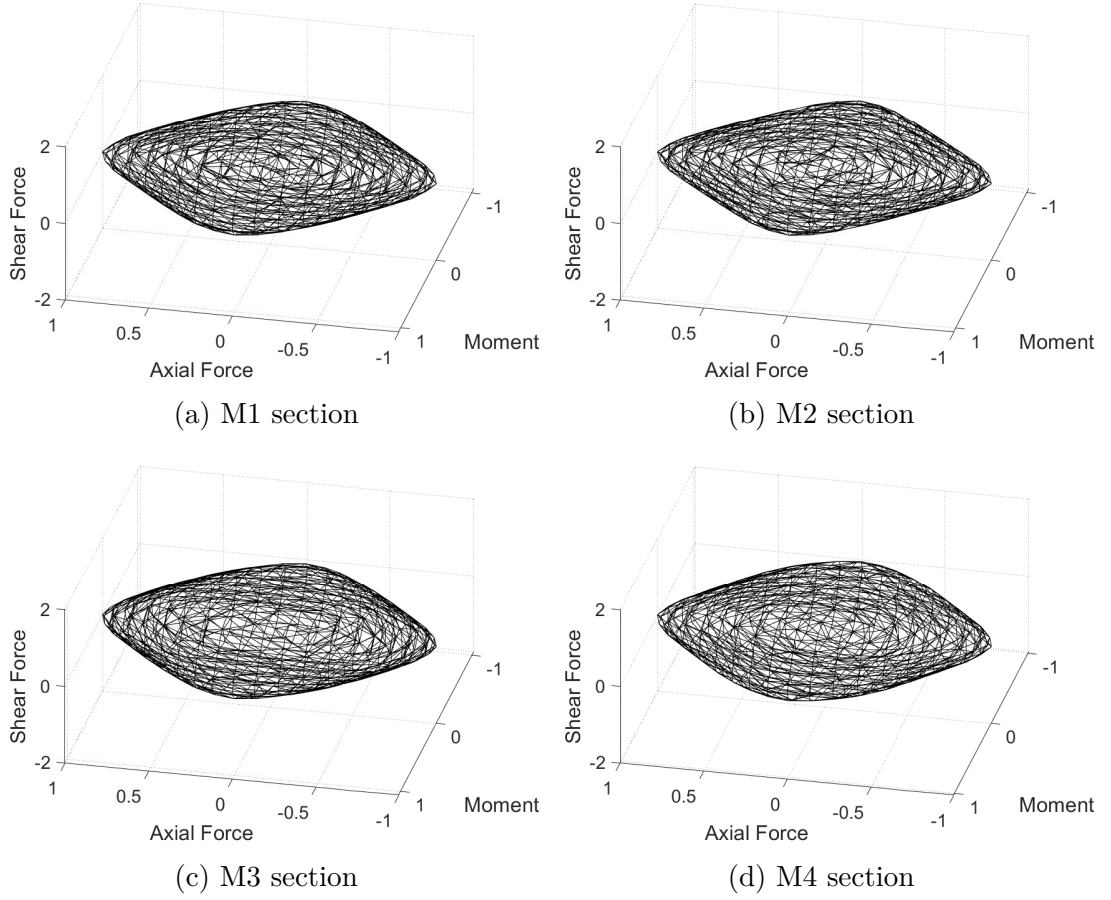 2
0
-2
Shear Force
1
0.5
0
-0.5
-1
Axial Force
-1
0
1
Moment
(a) M1 section
2
0
-2
Shear Force
1
0.5
0
-0.5
-1
Axial Force
-1
0
1
Moment
(b) M2 section
2
0
-2
Shear Force
1
0.5
0
-0.5
-1
Axial Force
-1
0
1
Moment
(c) M3 section
2
0
-2
Shear Force
1
0.5
0
-0.5
-1
Axial Force
-1
0
1
Moment
(d) M4 section